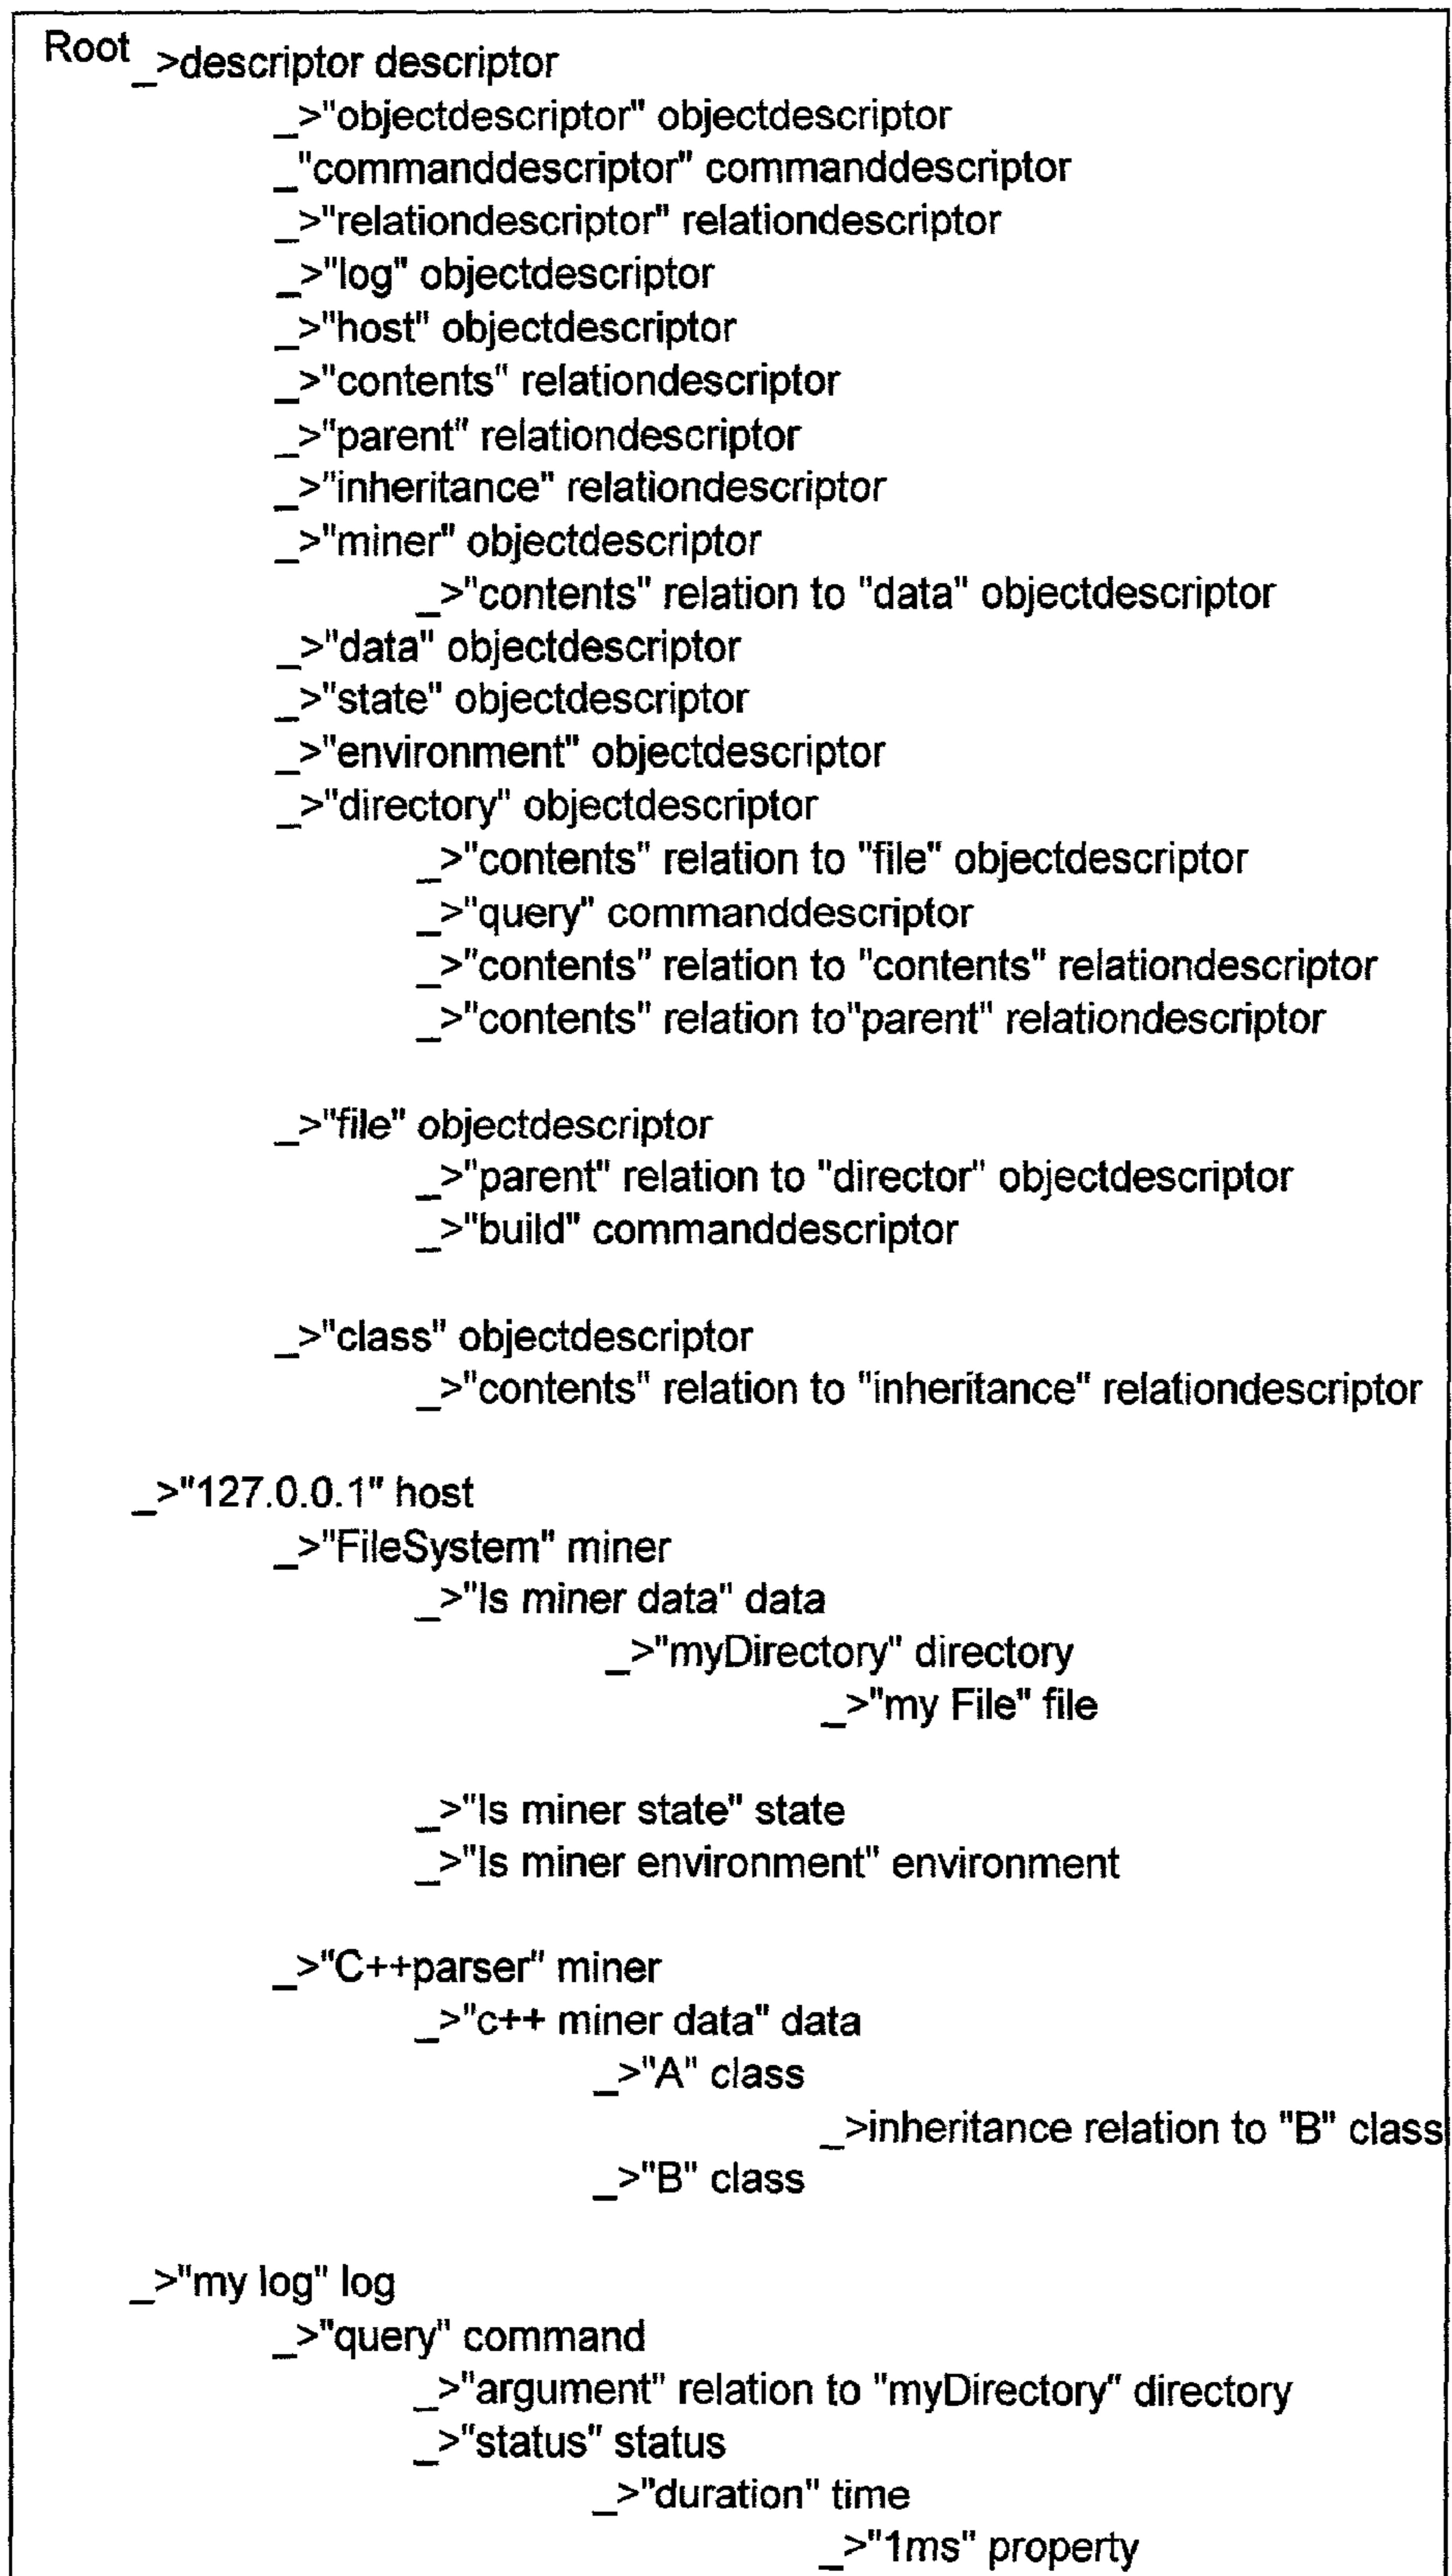 Root _>descriptor descriptor
_>"objectdescriptor" objectdescriptor
_"commanddescriptor" commanddescriptor
_>"relationdescriptor" relationdescriptor
_>"log" objectdescriptor
_>"host" objectdescriptor
_>"contents" relationdescriptor
_>"parent" relationdescriptor
_>"inheritance" relationdescriptor
_>"miner" objectdescriptor
_>"contents" relation to "data" objectdescriptor
_>"data" objectdescriptor
_>"state" objectdescriptor
_>"environment" objectdescriptor
_>"directory" objectdescriptor
_>"contents" relation to "file" objectdescriptor
_>"query" commanddescriptor
_>"contents" relation to "contents" relationdescriptor
_>"contents" relation to"parent" relationdescriptor
_>"file" objectdescriptor
_>"parent" relation to "director" objectdescriptor
_>"build" commanddescriptor
_>"class" objectdescriptor
_>"contents" relation to "inheritance" relationdescriptor
_>"127.0.0.1" host
_>"FileSystem" miner
_>"ls miner data" data
_>"myDirectory" directory
_>"my File" file
_>"ls miner state" state
_>"ls miner environment" environment
_>"C++parser" miner
_>"c++ miner data" data
_>"A" class
_>inheritance relation to "B" class
_>"B" class
_>"my log" log
_>"query" command
_>"argument" relation to "myDirectory" directory
_>"status" status
_>"duration" time
_>"1ms" property